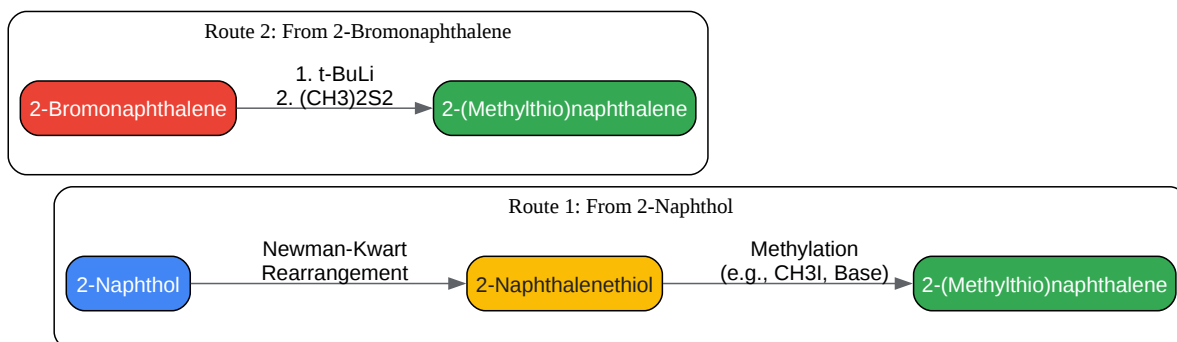 Route 2: From 2-Bromonaphthalene
1. t-BuLi
2. (CH3)2S2
2-Bromonaphthalene
2-(Methylthio)naphthalene
Route 1: From 2-Naphthol
Newman-Kwart
Rearrangement
Methylation
(e.g., CH3I, Base)
2-Naphthol
2-Naphthalenethiol
2-(Methylthio)naphthalene